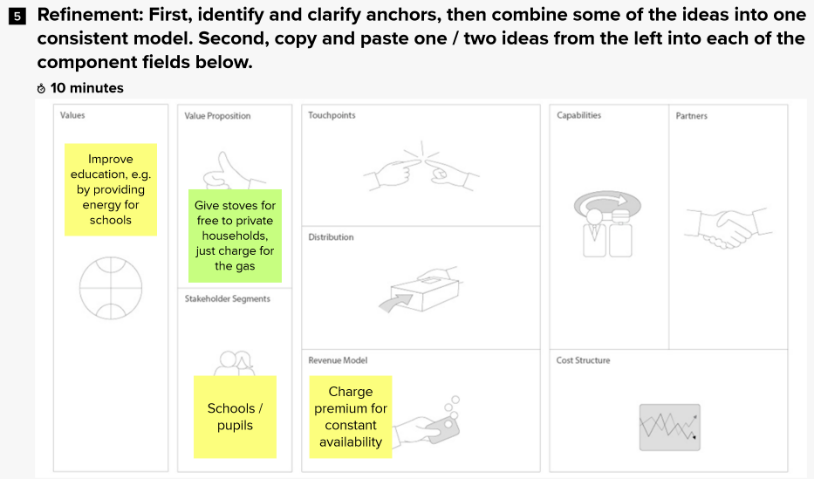 5 Refinement: First, identify and clarify anchors, then combine some of the ideas into one
consistent model. Second, copy and paste one / two ideas from the left into each of the
component fields below.
10 minutes
Values
Improve
education, e.g.
by providing
energy for
schools
Value Proposition
Give stoves for
free to private
households,
just charge for
the gas
Stakeholder Segments
Schools /
pupils
Touchpoints
Distribution
Revenue Model
Charge
premium for
constant
availability
Capabilities
Partners
Cost Structure